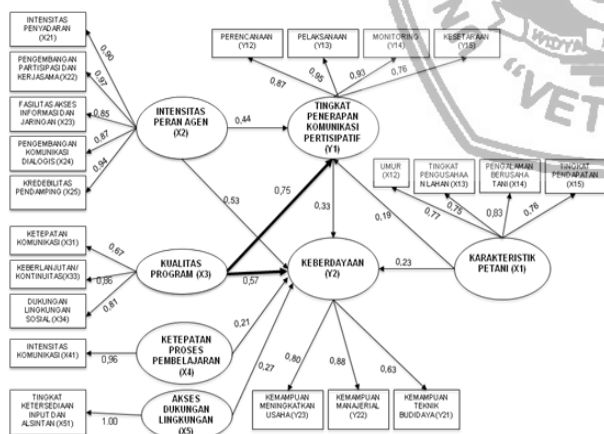 INTENSITAS
PENYADARAN
(X21)
PENGEMBANGAN
PARTISIPASI DAN
KERJASAMA (X22)
FASILITAS AKSES
INFORMASI DAN
JARINGAN (X23)
PENGEMBANGAN
KOMUNIKASI
DIALOGIS (X24)
KREDEBILITAS
PENDAMPING (X25)
0,90
0,97
0,85
0,87
0,94
INTENSITAS
PERAN AGEN
(X2)
0,44
0,53
PERENCANAAN
(Y12)
PELAKSANAAN
(Y13)
MONITORING
(Y14)
KESETARAAN
(Y15)
0,87
0,95
0,93
0,76
TINGKAT
PENERAPAN
KOMUNIKASI
PERTISIPATIF (Y1)
WIDYA
"VET
UMUR
(X12)
TINGKAT
PENGUSAHAA
N LAHAN (X13)
PENGALAMAN
BERUSAHA
TANI (X14)
TINGKAT
PENDAPATAN
(X15)
0,77
0,75
0,83
0,76
KARAKTERISTIK
PETANI (X1)
0,19
0,23
0,33
0,75
0,57
KETEPATAN
KOMUNIKASI (X31)
KEBERLANJUTAN/
KONTINUITAS(X33)
DUKUNGAN
LINGKUNGAN
SOSIAL (X34)
0,67
0,86
0,81
KUALITAS
PROGRAM (X3)
KEBERDAYAAN
(Y2)
INTENSITAS
KOMUNIKASI (X41)
0,96
KETEPATAN
PROSES
PEMBELAJARAN
(X4)
0,21
TINGKAT
KETERSEDIAAN
INPUT DAN
ALSINTAN (X51)
1.00
AKSES
DUKUNGAN
LINGKUNGAN
(X5)
0,27
0,80
0,88
0,63
KEMAMPUAN
MENINGKATKAN
USAHA (Y23)
KEMAMPUAN
MANAJERIAL
(Y22)
KEMAMPUAN
TEKNIK
BUDIDAYA (Y21)